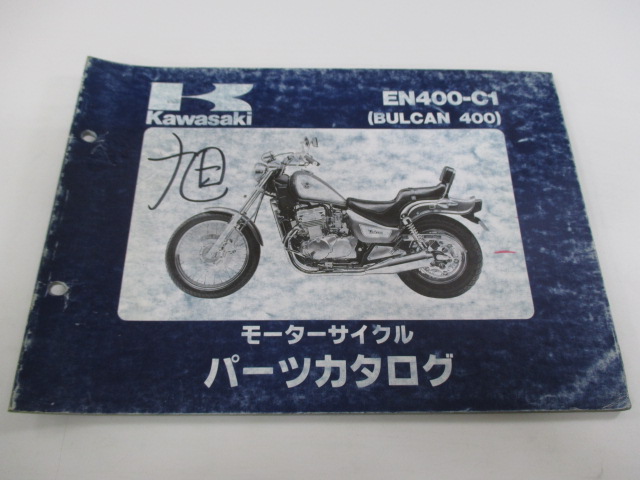 Kawasaki
EN400-C1
(BULCAN 400)
旭
モーターサイクル
パーツカタログ